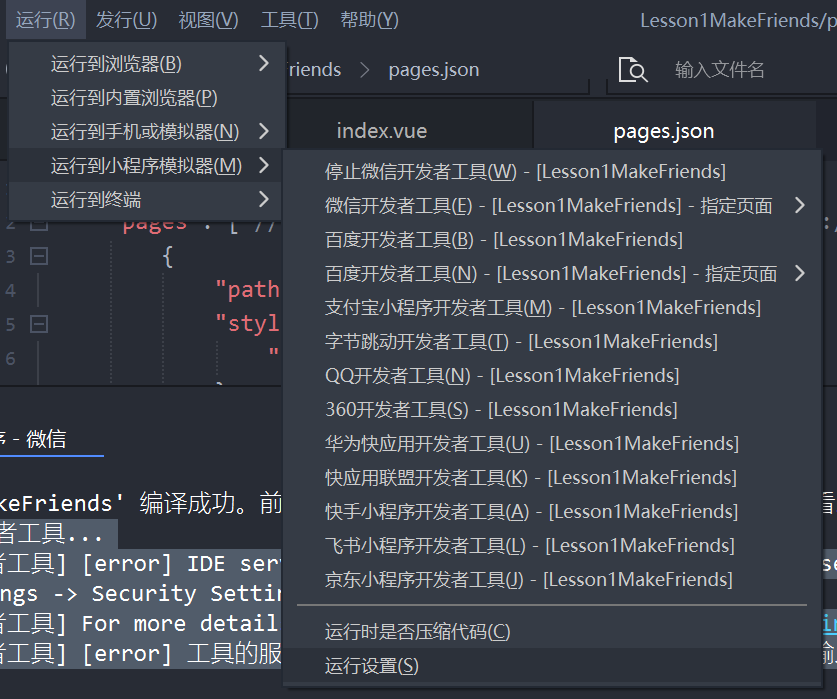 运行(R) 发行(U) 视图(V) 工具(T) 帮助(Y) Lesson1MakeFriends/p
运行到浏览器(B)
运行到内置浏览器(P)
运行到手机或模拟器(N)
运行到小程序模拟器(M)
运行到终端
riends > pages.json 输入文件名
index.vue pages.json
停止微信开发者工具(W) - [Lesson1MakeFriends]
微信开发者工具(E) - [Lesson1MakeFriends] - 指定页面
百度开发者工具(B) - [Lesson1MakeFriends]
百度开发者工具(N) - [Lesson1MakeFriends] - 指定页面
支付宝小程序开发者工具(M) - [Lesson1MakeFriends]
字节跳动开发者工具(T) - [Lesson1MakeFriends]
QQ开发者工具(N) - [Lesson1MakeFriends]
360开发者工具(S) - [Lesson1MakeFriends]
华为快应用开发者工具(U) - [Lesson1MakeFriends]
快应用联盟开发者工具(K) - [Lesson1MakeFriends]
快手小程序开发者工具(A) - [Lesson1MakeFriends]
飞书小程序开发者工具(L) - [Lesson1MakeFriends]
京东小程序开发者工具(J) - [Lesson1MakeFriends]
运行时是否压缩代码(C)
运行设置(S)
2 pages": [ //
3 {
4 "path
5 "styl
6 "
序 - 微信
keFriends' 编译成功。前
者工具...
者工具] [error] IDE ser
ngs -> Security Settin
者工具] For more detail
者工具] [error] 工具的服